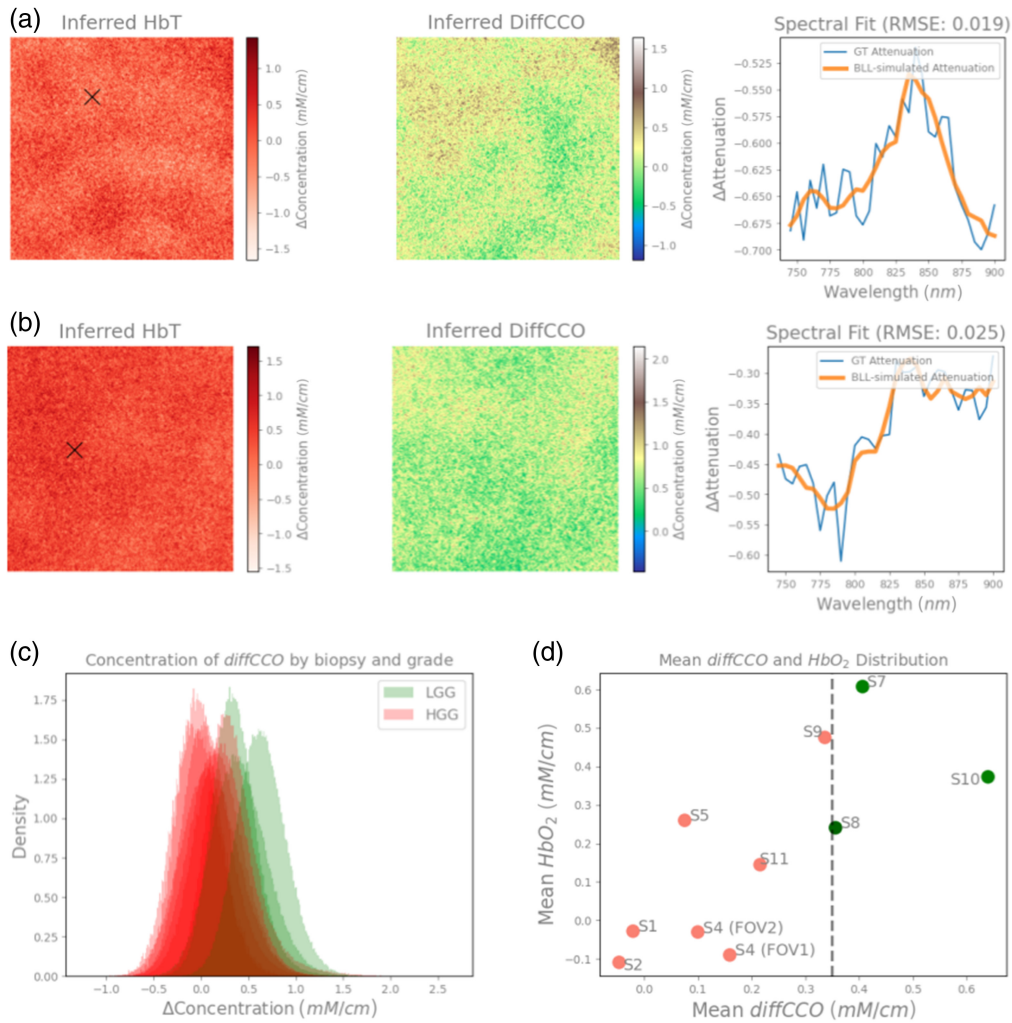 (a)
Inferred HbT
Inferred DiffCCO
Spectral Fit (RMSE: 0.019)
1.0
0.5
0.0
−0.5
−1.0
−1.5
ΔConcentration (mM/cm)
1.5
1.0
0.5
0.0
−0.5
−1.0
ΔConcentration (mM/cm)
GT Attenuation
BLL-simulated Attenuation
−0.525
−0.550
−0.575
−0.600
−0.625
−0.650
−0.675
−0.700
ΔAttenuation
750 775 800 825 850 875 900
Wavelength (nm)
(b)
Inferred HbT
Inferred DiffCCO
Spectral Fit (RMSE: 0.025)
1.5
1.0
0.5
0.0
−0.5
−1.0
−1.5
ΔConcentration (mM/cm)
2.0
1.5
1.0
0.5
0.0
ΔConcentration (mM/cm)
GT Attenuation
BLL-simulated Attenuation
−0.30
−0.35
−0.40
−0.45
−0.50
−0.55
−0.60
ΔAttenuation
750 775 800 825 850 875 900
Wavelength (nm)
(c)
Concentration of diffCCO by biopsy and grade
LGG
HGG
1.75
1.50
1.25
1.00
0.75
0.50
0.25
0.00
Density
−1.0 −0.5 0.0 0.5 1.0 1.5 2.0 2.5
ΔConcentration (mM/cm)
(d)
Mean diffCCO and HbO₂ Distribution
0.6
0.5
0.4
0.3
0.2
0.1
0.0
−0.1
Mean HbO₂ (mM/cm)
S7
S9
S10
S5
S8
S11
S1
S4 (FOV2)
S4 (FOV1)
S2
0.0 0.1 0.2 0.3 0.4 0.5 0.6
Mean diffCCO (mM/cm)